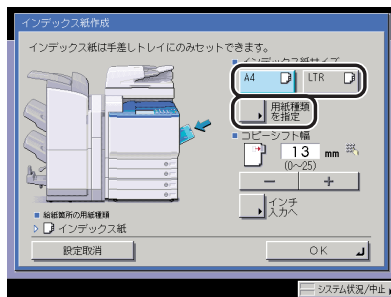 インデックス紙作成
インデックス紙は手差しトレイにのみセットできます。
インデックス紙サイズ
A4
LTR
用紙種類
を指定
コピーシフト幅
13 mm
(0～25)
－
＋
インチ
入力へ
給紙箇所の用紙種類
インデックス紙
設定取消
OK
システム状況/中止